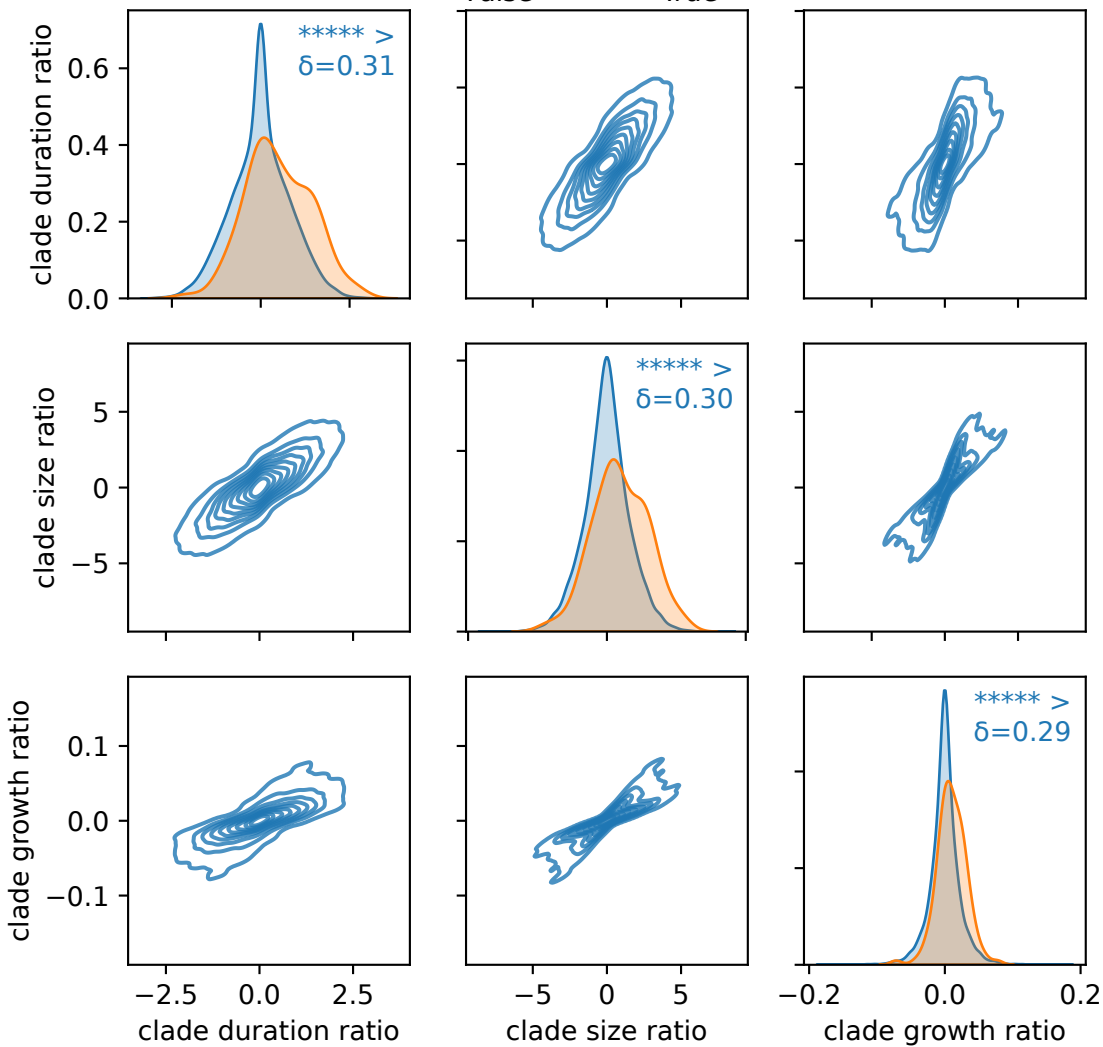 clade duration ratio
0.6
0.4
0.2
0.0
***** >
δ=0.31
clade size ratio
5
0
−5
***** >
δ=0.30
clade growth ratio
0.1
0.0
−0.1
***** >
δ=0.29
−2.5 0.0 2.5
−5 0 5
−0.2 0.0 0.2
clade duration ratio
clade size ratio
clade growth ratio